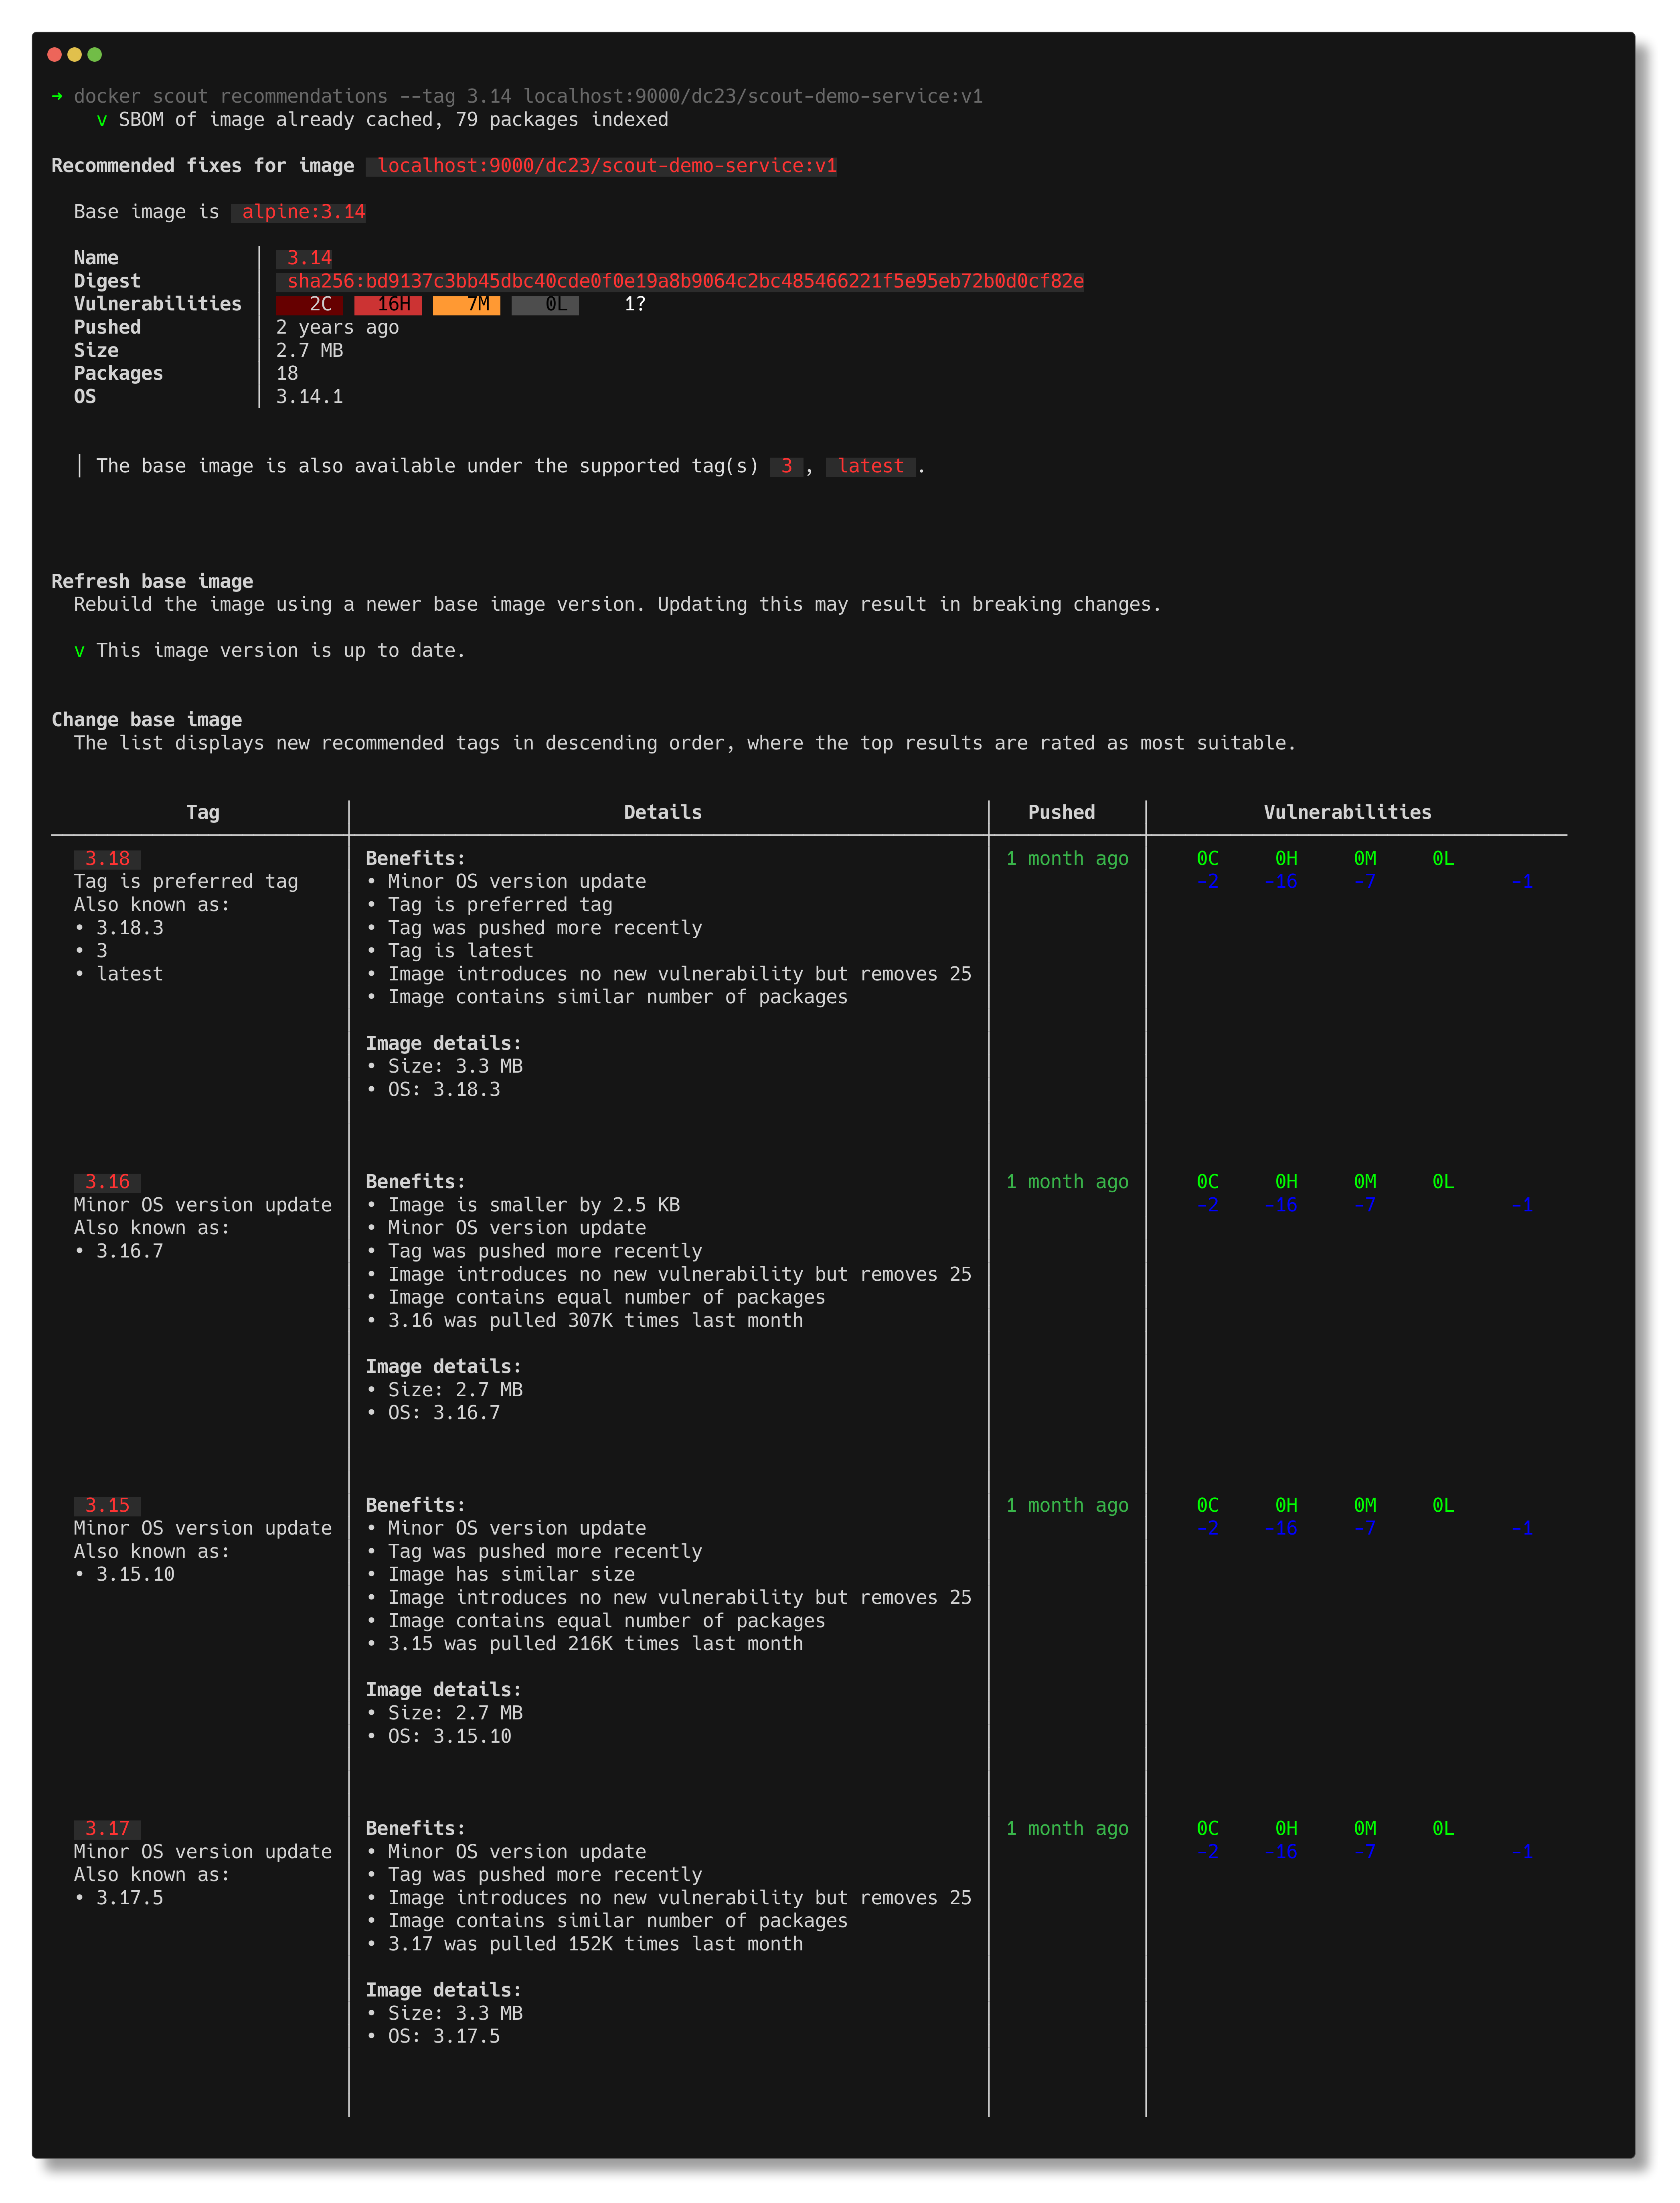 ➜ docker scout recommendations --tag 3.14 localhost:9000/dc23/scout-demo-service:v1
v SBOM of image already cached, 79 packages indexed
Recommended fixes for image localhost:9000/dc23/scout-demo-service:v1
Base image is alpine:3.14
Name │ 3.14
Digest │ sha256:bd9137c3bb45dbc40cde0f0e19a8b9064c2bc485466221f5e95eb72b0d0cf82e
Vulnerabilities │ 2C 16H 7M 0L 1?
Pushed │ 2 years ago
Size │ 2.7 MB
Packages │ 18
OS │ 3.14.1
│ The base image is also available under the supported tag(s) 3 , latest .
Refresh base image
Rebuild the image using a newer base image version. Updating this may result in breaking changes.
v This image version is up to date.
Change base image
The list displays new recommended tags in descending order, where the top results are rated as most suitable.
Tag │ Details │ Pushed │ Vulnerabilities
3.18 │ Benefits: │ 1 month ago │ 0C 0H 0M 0L
Tag is preferred tag │ • Minor OS version update │ │ -2 -16 -7 -1
Also known as: │ • Tag is preferred tag
• 3.18.3 │ • Tag was pushed more recently
• 3 │ • Tag is latest
• latest │ • Image introduces no new vulnerability but removes 25
• Image contains similar number of packages
Image details:
• Size: 3.3 MB
• OS: 3.18.3
3.16 │ Benefits: │ 1 month ago │ 0C 0H 0M 0L
Minor OS version update │ • Image is smaller by 2.5 KB │ │ -2 -16 -7 -1
Also known as: │ • Minor OS version update
• 3.16.7 │ • Tag was pushed more recently
• Image introduces no new vulnerability but removes 25
• Image contains equal number of packages
• 3.16 was pulled 307K times last month
Image details:
• Size: 2.7 MB
• OS: 3.16.7
3.15 │ Benefits: │ 1 month ago │ 0C 0H 0M 0L
Minor OS version update │ • Minor OS version update │ │ -2 -16 -7 -1
Also known as: │ • Tag was pushed more recently
• 3.15.10 │ • Image has similar size
• Image introduces no new vulnerability but removes 25
• Image contains equal number of packages
• 3.15 was pulled 216K times last month
Image details:
• Size: 2.7 MB
• OS: 3.15.10
3.17 │ Benefits: │ 1 month ago │ 0C 0H 0M 0L
Minor OS version update │ • Minor OS version update │ │ -2 -16 -7 -1
Also known as: │ • Tag was pushed more recently
• 3.17.5 │ • Image introduces no new vulnerability but removes 25
• Image contains similar number of packages
• 3.17 was pulled 152K times last month
Image details:
• Size: 3.3 MB
• OS: 3.17.5